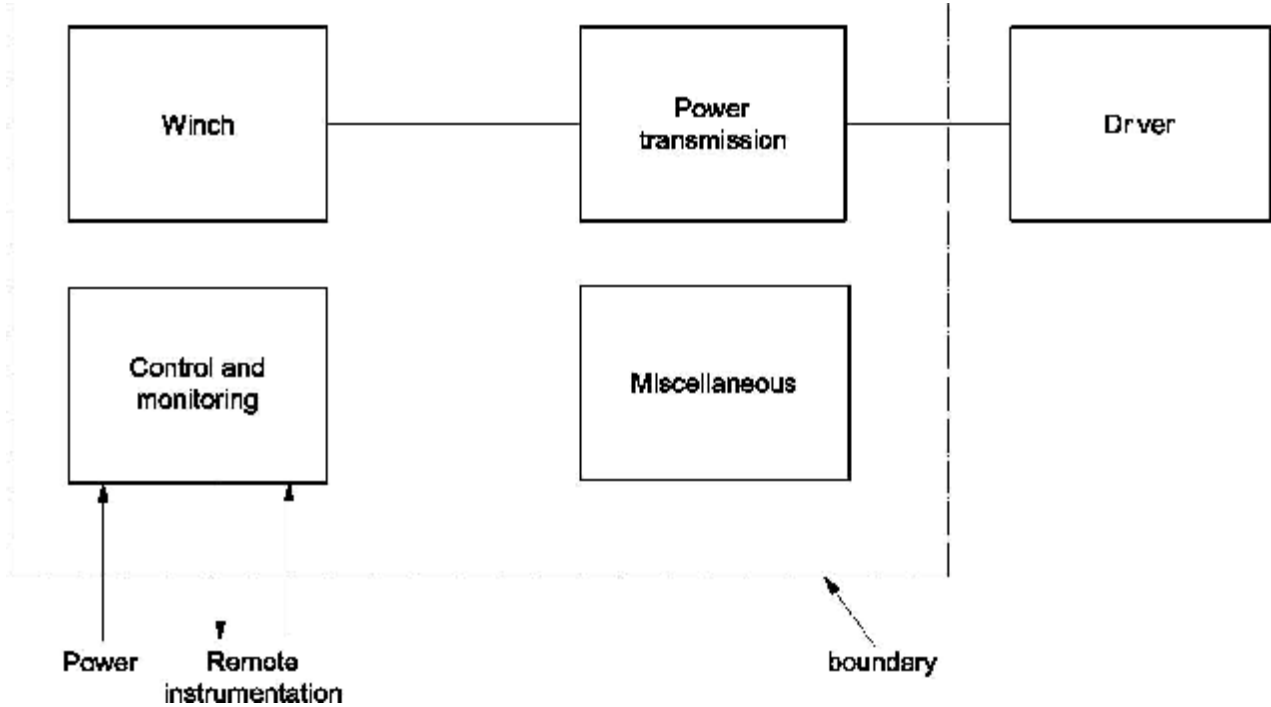 Winch
Power
transmission
Driver
Control and
monitoring
Miscellaneous
Power
Remote
instrumentation
boundary